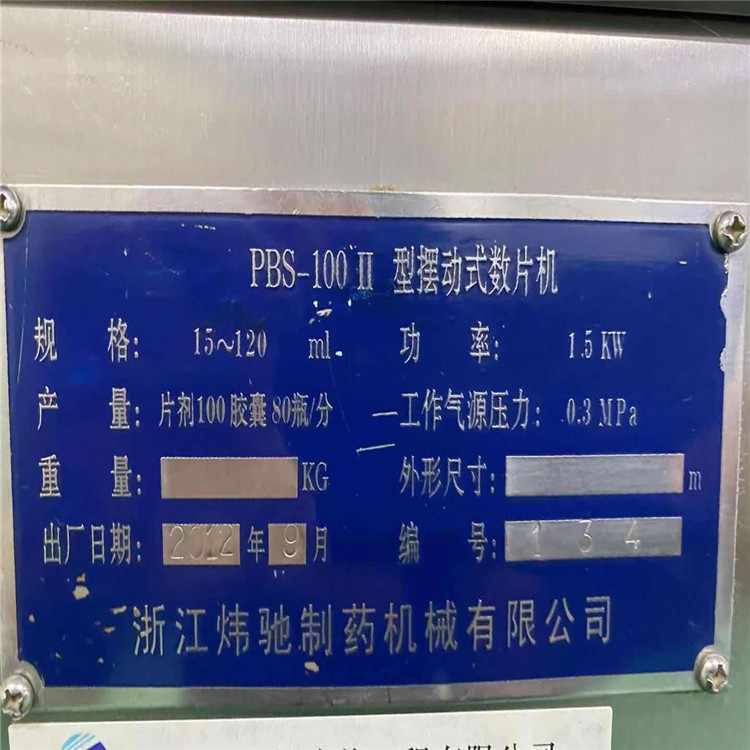 PBS-100 II 型摆动式数片机
规 格: 15~120 ml. 功 率: 1.5 KW
产 量: 片剂100 胶囊 80瓶/分 工作气源压力: 0.3 MPa
重 量: KG 外形尺寸: m
出厂日期: 2012 年 9 月 编 号: 1 3 4
浙江炜驰制药机械有限公司